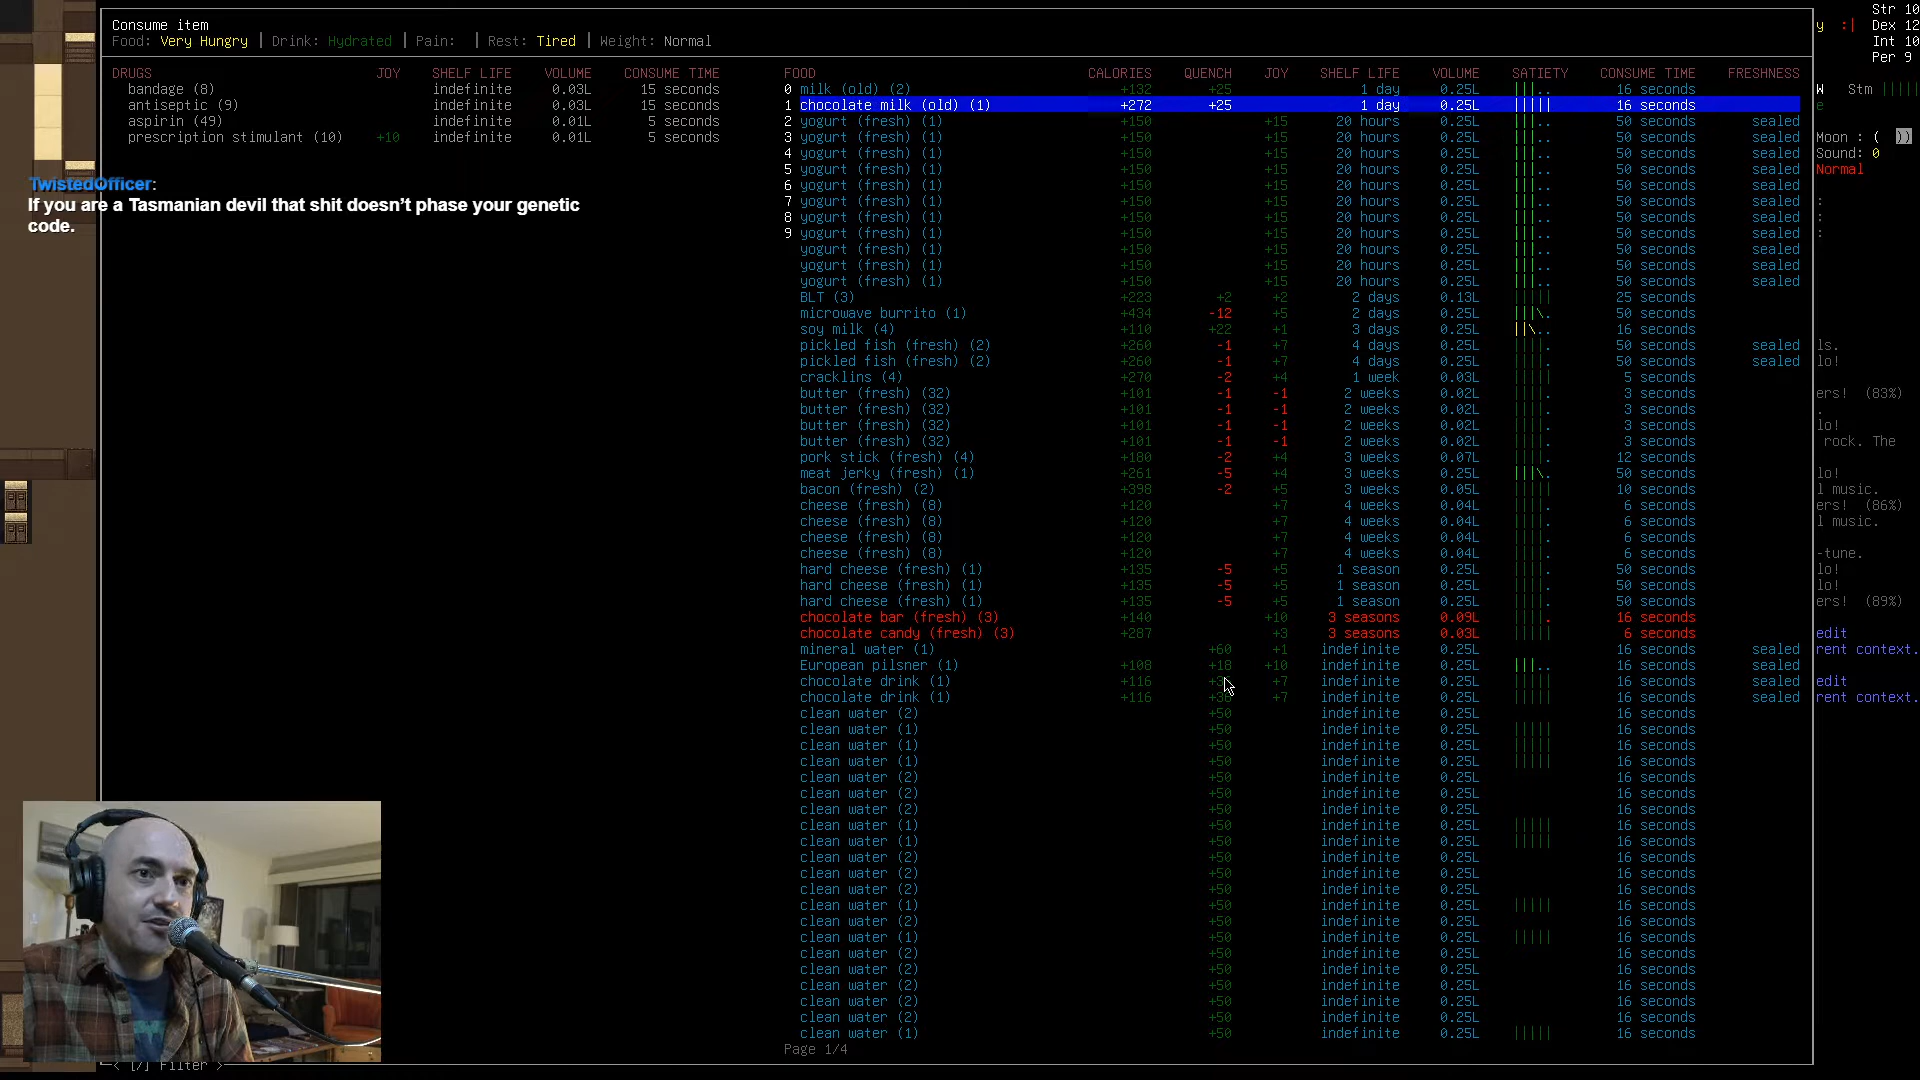 Consume item
Food: Very Hungry | Drink: Hydrated | Pain: | Rest: Tired | Weight: Normal
DRUGS JOY SHELF LIFE VOLUME CONSUME TIME
bandage (8) indefinite 0.03L 15 seconds
antiseptic (9) indefinite 0.03L 15 seconds
aspirin (49) indefinite 0.01L 5 seconds
prescription stimulant (10) +10 indefinite 0.01L 5 seconds
TwistedOfficer:
If you are a Tasmanian devil that shit doesn't phase your genetic
code.
FOOD CALORIES QUENCH JOY SHELF LIFE VOLUME SATIETY CONSUME TIME FRESHNESS
0 milk (old) (2) +132 +25 1 day 0.25L |||.. 16 seconds
1 chocolate milk (old) (1) +272 +25 1 day 0.25L ||||| 16 seconds
2 yogurt (fresh) (1) +150 +15 20 hours 0.25L |||.. 50 seconds sealed
3 yogurt (fresh) (1) +150 +15 20 hours 0.25L |||.. 50 seconds sealed
4 yogurt (fresh) (1) +150 +15 20 hours 0.25L |||.. 50 seconds sealed
5 yogurt (fresh) (1) +150 +15 20 hours 0.25L |||.. 50 seconds sealed
6 yogurt (fresh) (1) +150 +15 20 hours 0.25L |||.. 50 seconds sealed
7 yogurt (fresh) (1) +150 +15 20 hours 0.25L |||.. 50 seconds sealed
8 yogurt (fresh) (1) +150 +15 20 hours 0.25L |||.. 50 seconds sealed
9 yogurt (fresh) (1) +150 +15 20 hours 0.25L |||.. 50 seconds sealed
yogurt (fresh) (1) +150 +15 20 hours 0.25L |||.. 50 seconds sealed
yogurt (fresh) (1) +150 +15 20 hours 0.25L |||.. 50 seconds sealed
yogurt (fresh) (1) +150 +15 20 hours 0.25L |||.. 50 seconds sealed
BLT (3) +223 +2 +2 2 days 0.13L ||||| 25 seconds
microwave burrito (1) +434 -12 +5 2 days 0.25L |||\. 50 seconds
soy milk (4) +110 +22 +1 3 days 0.25L ||\.. 16 seconds
pickled fish (fresh) (2) +260 -1 +7 4 days 0.25L ||||. 50 seconds sealed
pickled fish (fresh) (2) +260 -1 +7 4 days 0.25L ||||. 50 seconds sealed
cracklins (4) +270 -2 +4 1 week 0.03L ||||| 5 seconds
butter (fresh) (32) +101 -1 -1 2 weeks 0.02L ||||. 3 seconds
butter (fresh) (32) +101 -1 -1 2 weeks 0.02L ||||. 3 seconds
butter (fresh) (32) +101 -1 -1 2 weeks 0.02L ||||. 3 seconds
butter (fresh) (32) +101 -1 -1 2 weeks 0.02L ||||. 3 seconds
pork stick (fresh) (4) +180 -2 +4 3 weeks 0.07L ||||. 12 seconds
meat jerky (fresh) (1) +261 -5 +4 3 weeks 0.25L |||\. 50 seconds
bacon (fresh) (2) +398 -2 +5 3 weeks 0.05L ||||| 10 seconds
cheese (fresh) (8) +120 +7 4 weeks 0.04L ||||. 6 seconds
cheese (fresh) (8) +120 +7 4 weeks 0.04L ||||. 6 seconds
cheese (fresh) (8) +120 +7 4 weeks 0.04L ||||. 6 seconds
cheese (fresh) (8) +120 +7 4 weeks 0.04L ||||. 6 seconds
hard cheese (fresh) (1) +135 -5 +5 1 season 0.25L ||||. 50 seconds
hard cheese (fresh) (1) +135 -5 +5 1 season 0.25L ||||. 50 seconds
hard cheese (fresh) (1) +135 -5 +5 1 season 0.25L ||||. 50 seconds
chocolate bar (fresh) (3) +140 +10 3 seasons 0.09L ||||. 16 seconds
chocolate candy (fresh) (3) +287 +3 3 seasons 0.03L ||||| 6 seconds
mineral water (1) +60 +1 indefinite 0.25L 16 seconds sealed
European pilsner (1) +108 +18 +10 indefinite 0.25L |||.. 16 seconds sealed
chocolate drink (1) +116 +7 indefinite 0.25L ||||| 16 seconds sealed
chocolate drink (1) +116 +7 indefinite 0.25L ||||| 16 seconds sealed
clean water (2) +50 indefinite 0.25L 16 seconds
clean water (1) +50 indefinite 0.25L ||||| 16 seconds
clean water (1) +50 indefinite 0.25L ||||| 16 seconds
clean water (1) +50 indefinite 0.25L ||||| 16 seconds
clean water (2) +50 indefinite 0.25L 16 seconds
clean water (2) +50 indefinite 0.25L 16 seconds
clean water (2) +50 indefinite 0.25L 16 seconds
clean water (1) +50 indefinite 0.25L ||||| 16 seconds
clean water (1) +50 indefinite 0.25L ||||| 16 seconds
clean water (2) +50 indefinite 0.25L 16 seconds
clean water (2) +50 indefinite 0.25L 16 seconds
clean water (2) +50 indefinite 0.25L 16 seconds
clean water (1) +50 indefinite 0.25L ||||| 16 seconds
clean water (2) +50 indefinite 0.25L 16 seconds
clean water (1) +50 indefinite 0.25L ||||| 16 seconds
clean water (2) +50 indefinite 0.25L 16 seconds
clean water (2) +50 indefinite 0.25L 16 seconds
clean water (2) +50 indefinite 0.25L 16 seconds
clean water (2) +50 indefinite 0.25L 16 seconds
clean water (2) +50 indefinite 0.25L 16 seconds
clean water (1) +50 indefinite 0.25L ||||| 16 seconds
Page 1/4
< [/] Filter >
Str 10
y :| Dex 12
Int 10
Per 9
W Stm |||||
e
Moon : ( ))
Sound: 0
Normal
:
:
:
ls.
lo!
ers! (83%)
.
lo!
rock. The
lo!
l music.
ers! (86%)
l music.
-tune.
lo!
lo!
ers! (89%)
edit
rent context.
edit
rent context.